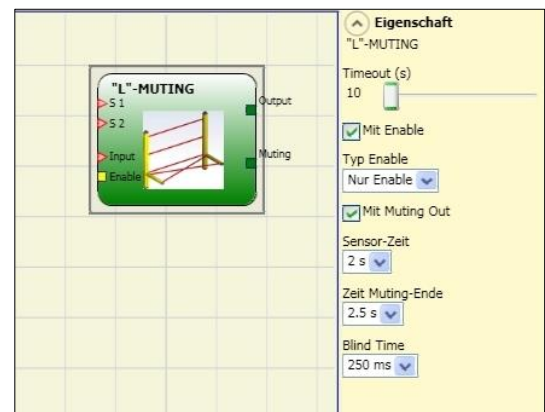 "L"-MUTING
S 1
S 2
Input
Enable
Output
Muting
Eigenschaft
"L"-MUTING
Timeout (s)
10
Mit Enable
Typ Enable
Nur Enable
Mit Muting Out
Sensor-Zeit
2 s
Zeit Muting-Ende
2.5 s
Blind Time
250 ms